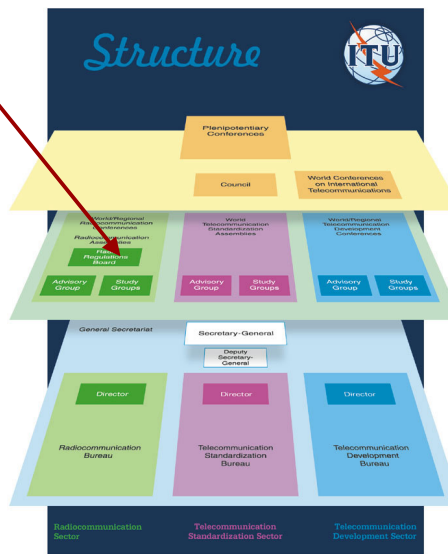 Structure
ITU
Plenipotentiary
Conferences
Council
World Conferences
on International
Telecommunications
World/Regional
Radiocommunication
Conferences
Radiocommunication
Assemblies
Radio
Regulations
Board
Advisory
Group
Study
Groups
World
Telecommunication
Standardization
Assemblies
Advisory
Group
Study
Groups
World/Regional
Telecommunication
Development
Conferences
Advisory
Group
Study
Groups
General Secretariat
Secretary-General
Deputy
Secretary-
General
Director
Radiocommunication
Bureau
Director
Telecommunication
Standardization
Bureau
Director
Telecommunication
Development
Bureau
Radiocommunication
Sector
Telecommunication
Standardization Sector
Telecommunication
Development Sector